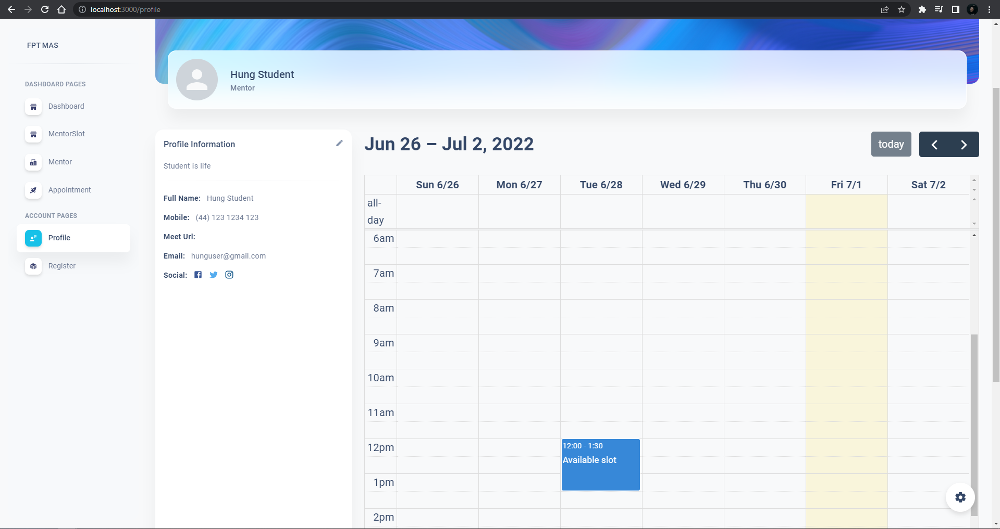 localhost:3000/profile
FPT MAS
DASHBOARD PAGES
Dashboard
MentorSlot
Mentor
Appointment
ACCOUNT PAGES
Profile
Register
Hung Student
Mentor
Profile Information
Student is life
Full Name: Hung Student
Mobile: (44) 123 1234 123
Meet Url:
Email: hunguser@gmail.com
Social:
Jun 26 – Jul 2, 2022
today
Sun 6/26 Mon 6/27 Tue 6/28 Wed 6/29 Thu 6/30 Fri 7/1 Sat 7/2
all-
day
6am
7am
8am
9am
10am
11am
12pm
12:00 - 1:30
Available slot
1pm
2pm